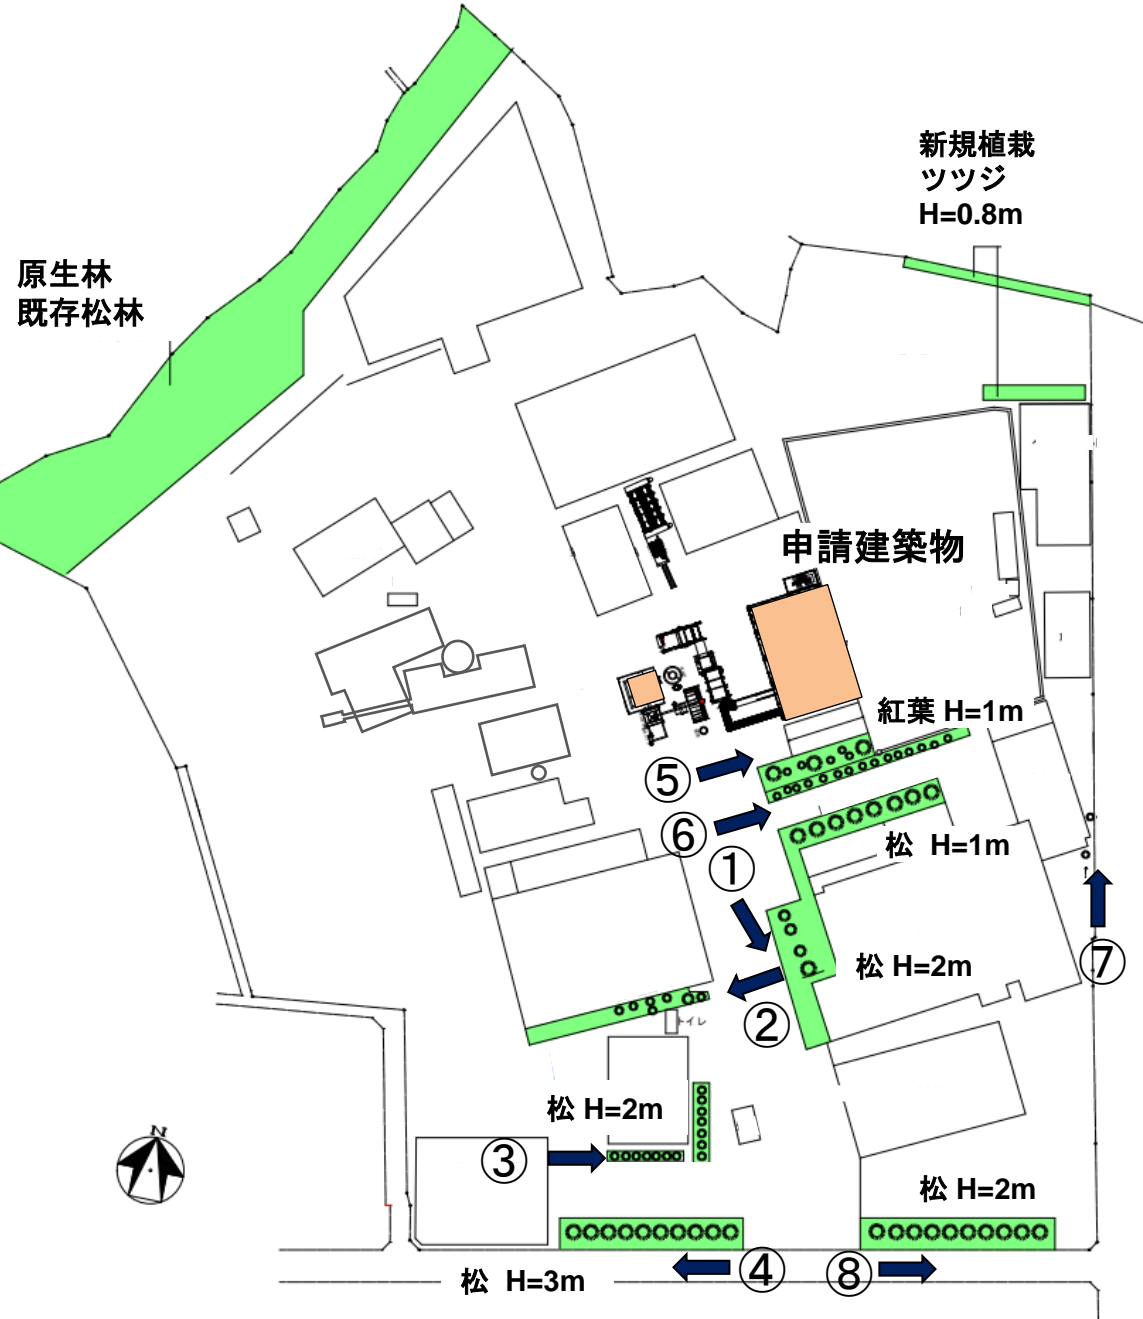 新規植栽
ツツジ
H=0.8m
原生林
既存松林
申請建築物
紅葉 H=1m
⑤
⑥
松 H=1m
①
松 H=2m
⑦
②
トイレ
松 H=2m
N
③
松 H=2m
④
⑧
松 H=3m